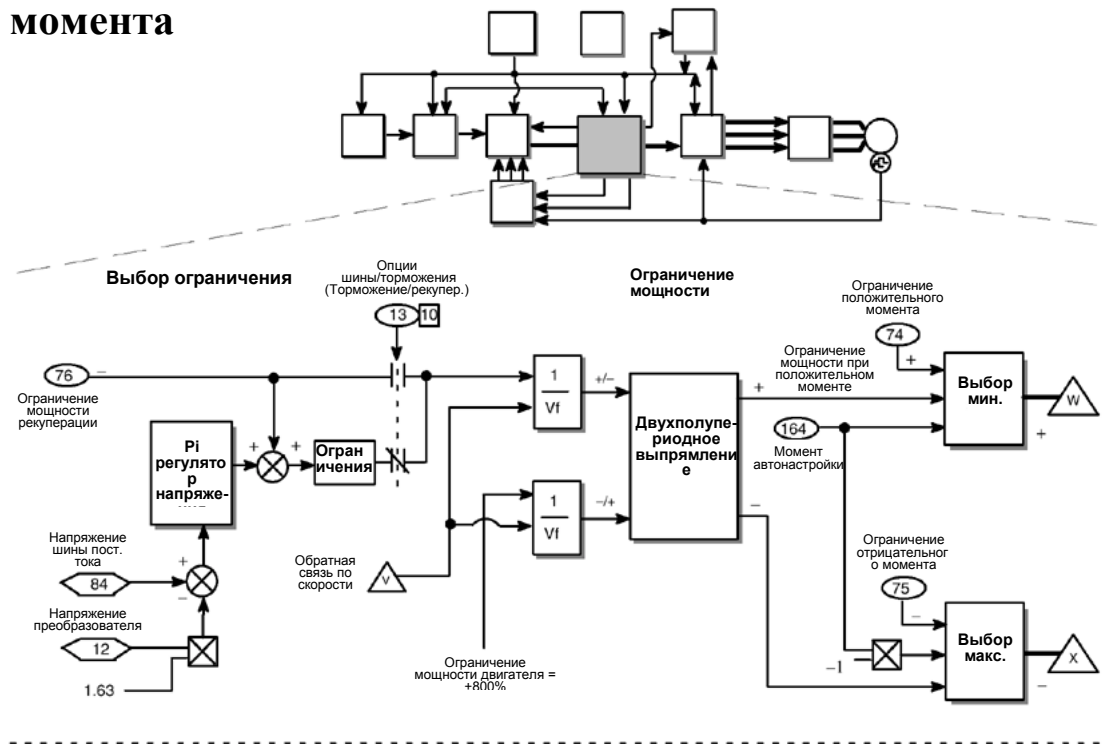 момента
Выбор ограничения
Опции
шины/торможения
(Торможение/рекупер.)
13 10
Ограничение
мощности
Ограничение
положительного
момента
74
76
–
Ограничение
мощности
рекуперации
1
Vf
+/–
+
Ограничение
мощности при
положительном
моменте
+
Выбор
мин.
W
+
Двухполупе-
риодное
выпрямлени
е
164
Момент
автонастройки
Pi
регулято
р
напряже-
+
+
Огран
ичения
1
Vf
–/+
–
Напряжение
шины пост.
тока
84
+
–
Обратная
связь по
скорости
V
Ограничение
отрицательног
о момента
75
–
Напряжение
преобразователя
12
1.63
Ограничение
мощности двигателя =
+800%
–1
Выбор
макс.
X
–